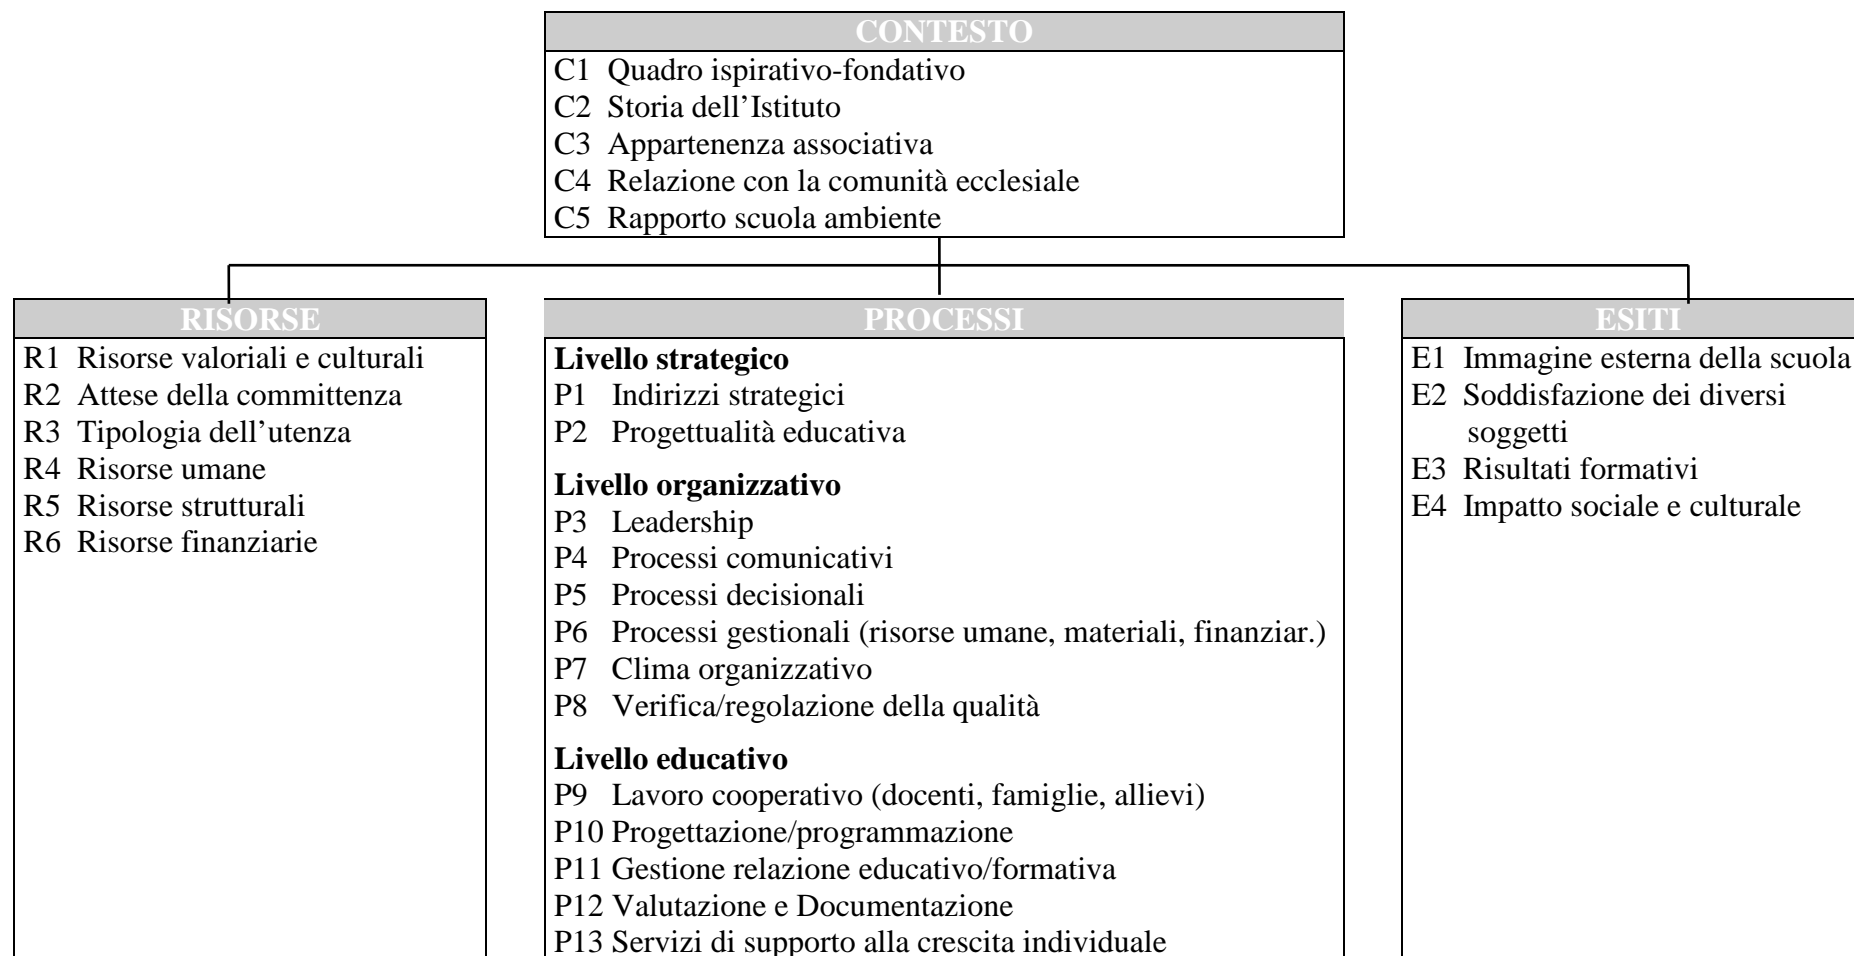 CONTESTO
C1 Quadro ispirativo-fondativo
C2 Storia dell’Istituto
C3 Appartenenza associativa
C4 Relazione con la comunità ecclesiale
C5 Rapporto scuola ambiente
RISORSE
R1 Risorse valoriali e culturali
R2 Attese della committenza
R3 Tipologia dell’utenza
R4 Risorse umane
R5 Risorse strutturali
R6 Risorse finanziarie
PROCESSI
Livello strategico
P1 Indirizzi strategici
P2 Progettualità educativa
Livello organizzativo
P3 Leadership
P4 Processi comunicativi
P5 Processi decisionali
P6 Processi gestionali (risorse umane, materiali, finanziar.)
P7 Clima organizzativo
P8 Verifica/regolazione della qualità
Livello educativo
P9 Lavoro cooperativo (docenti, famiglie, allievi)
P10 Progettazione/programmazione
P11 Gestione relazione educativo/formativa
P12 Valutazione e Documentazione
P13 Servizi di supporto alla crescita individuale
ESITI
E1 Immagine esterna della scuola
E2 Soddisfazione dei diversi
soggetti
E3 Risultati formativi
E4 Impatto sociale e culturale